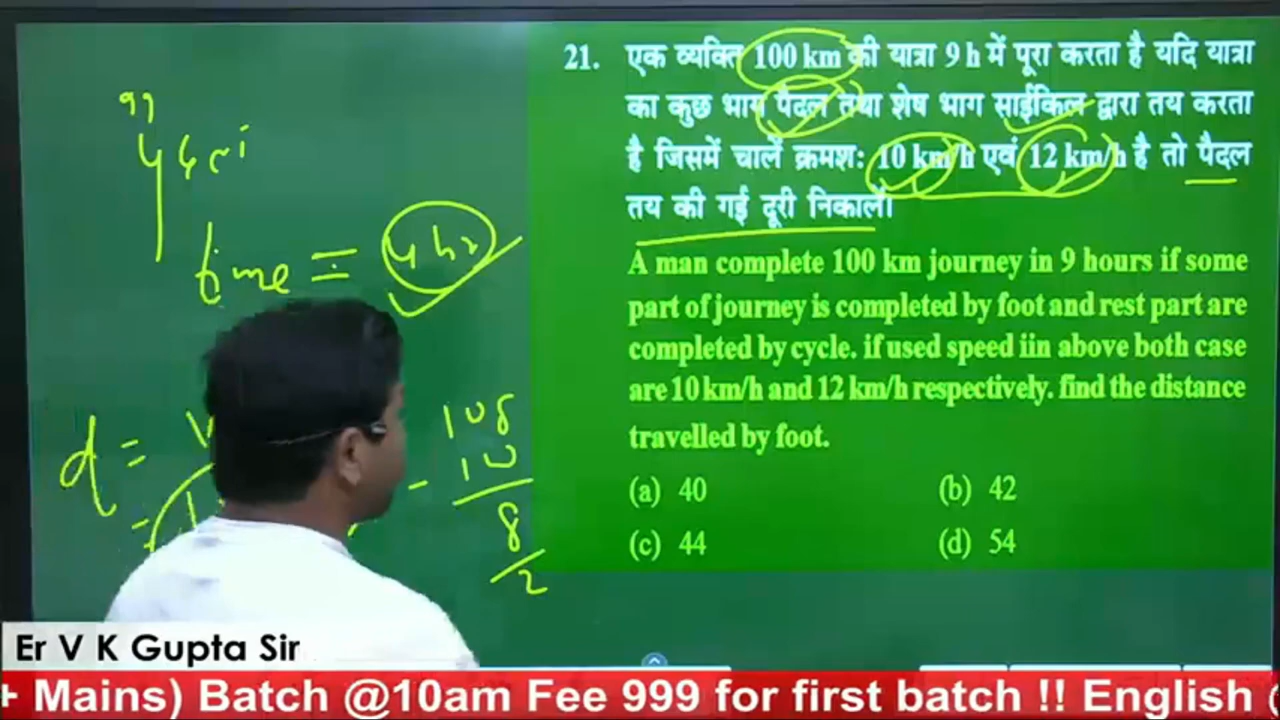 21. एक व्यक्ति 100 km की यात्रा 9 h में पूरा करता है यदि यात्रा
का कुछ भाग पैदल तथा शेष भाग साईकिल द्वारा तय करता
है जिसमें चालें क्रमश: 10 km/h एवं 12 km/h है तो पैदल
तय की गई दूरी निकालें।
A man complete 100 km journey in 9 hours if some
part of journey is completed by foot and rest part are
completed by cycle. if used speed iin above both case
are 10 km/h and 12 km/h respectively. find the distance
travelled by foot.
(a) 40 (b) 42
(c) 44 (d) 54
time = 4 hr
d =
108
10
8
2
Er V K Gupta Sir
+ Mains) Batch @10am Fee 999 for first batch !! English (